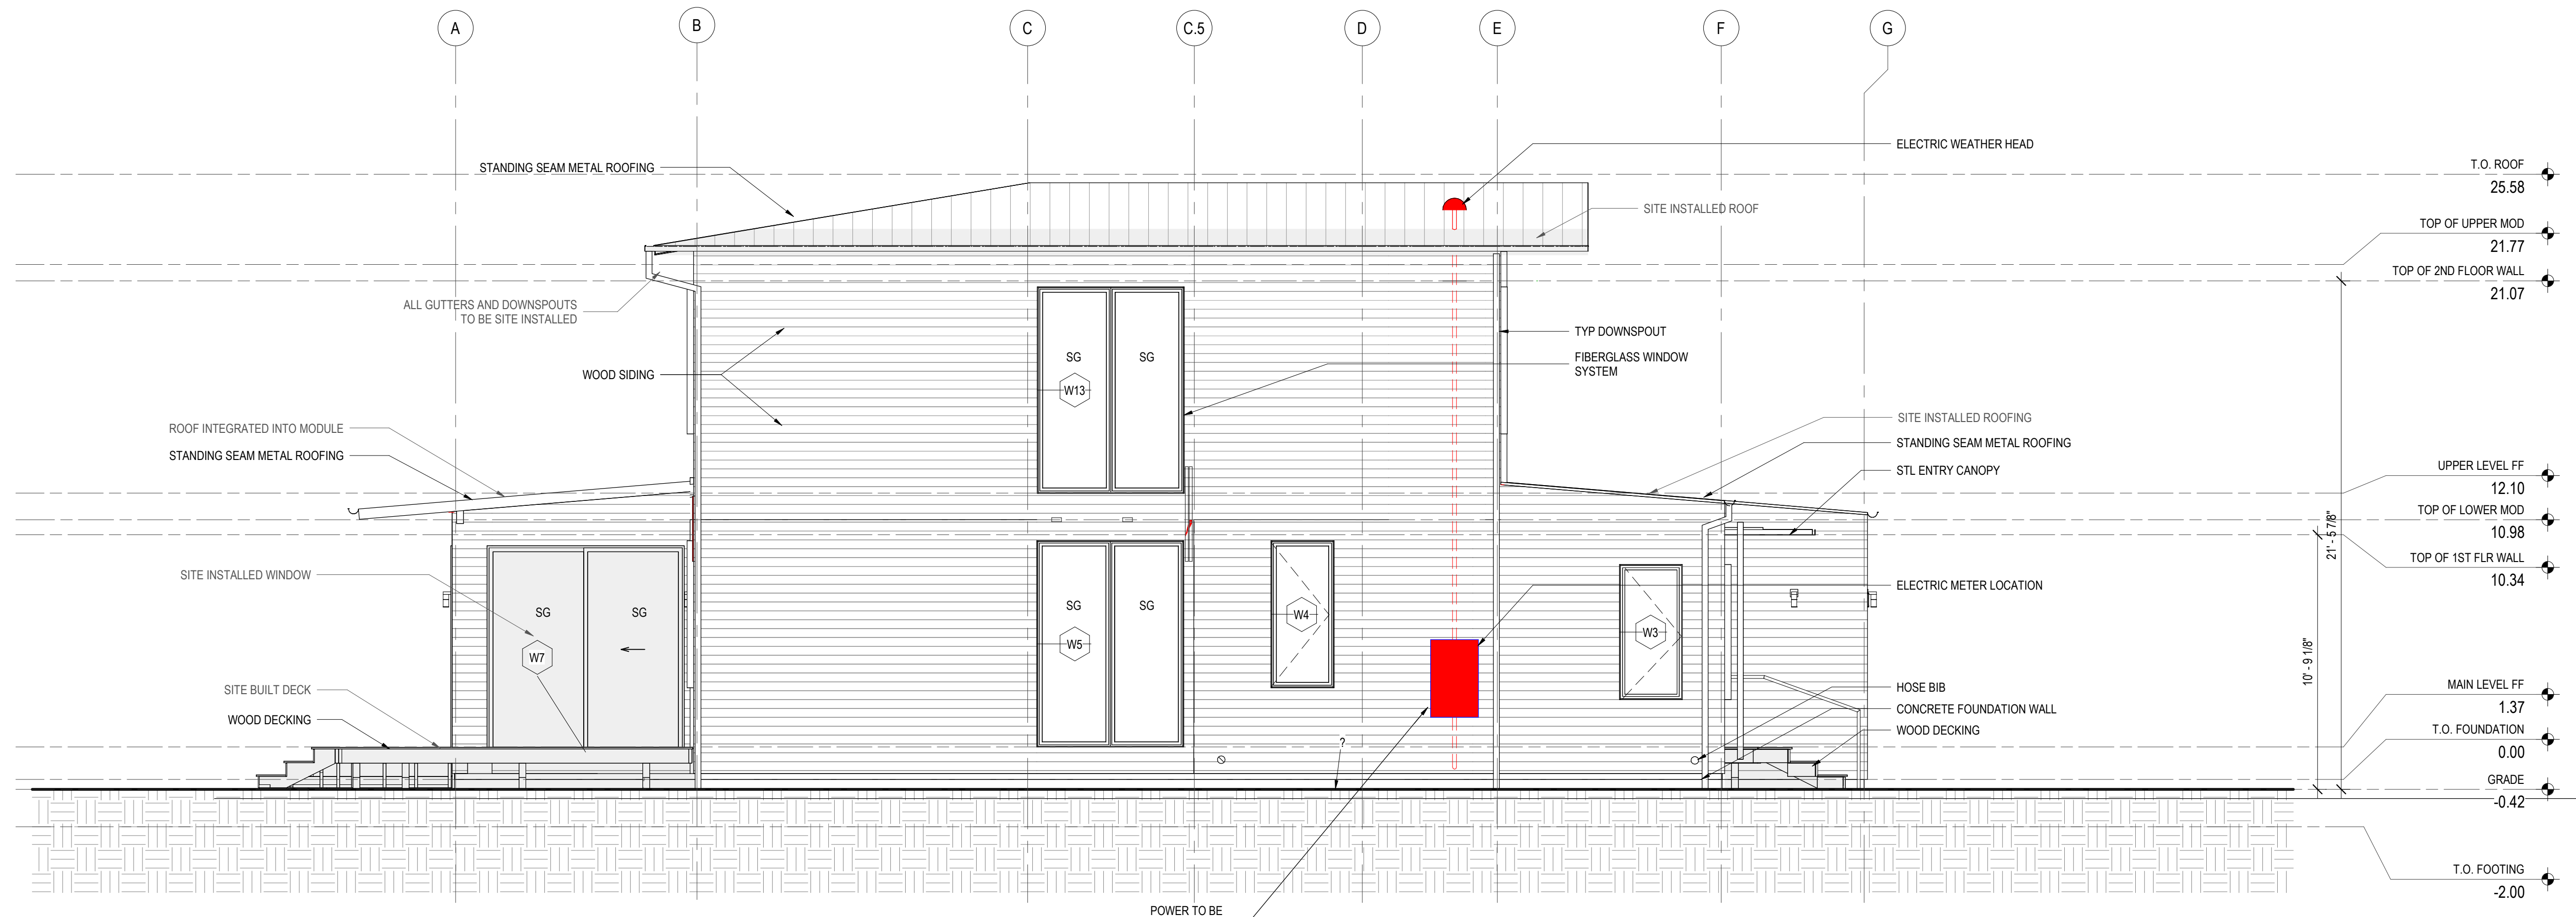 A
B
C
C.5
D
E
F
G
ELECTRIC WEATHER HEAD
STANDING SEAM METAL ROOFING
T.O. ROOF
25.58
SITE INSTALLED ROOF
TOP OF UPPER MOD
21.77
TOP OF 2ND FLOOR WALL
21.07
ALL GUTTERS AND DOWNSPOUTS
TO BE SITE INSTALLED
TYP DOWNSPOUT
FIBERGLASS WINDOW
SYSTEM
SG
SG
W13
WOOD SIDING
SITE INSTALLED ROOFING
ROOF INTEGRATED INTO MODULE
STANDING SEAM METAL ROOFING
STANDING SEAM METAL ROOFING
STL ENTRY CANOPY
UPPER LEVEL FF
12.10
TOP OF LOWER MOD
10.98
21' - 5 7/8"
TOP OF 1ST FLR WALL
10.34
SITE INSTALLED WINDOW
ELECTRIC METER LOCATION
SG
SG
SG
SG
W4
W3
W5
W7
10' - 9 1/8"
SITE BUILT DECK
WOOD DECKING
HOSE BIB
CONCRETE FOUNDATION WALL
WOOD DECKING
MAIN LEVEL FF
1.37
T.O. FOUNDATION
0.00
?
GRADE
-0.42
T.O. FOOTING
-2.00
POWER TO BE